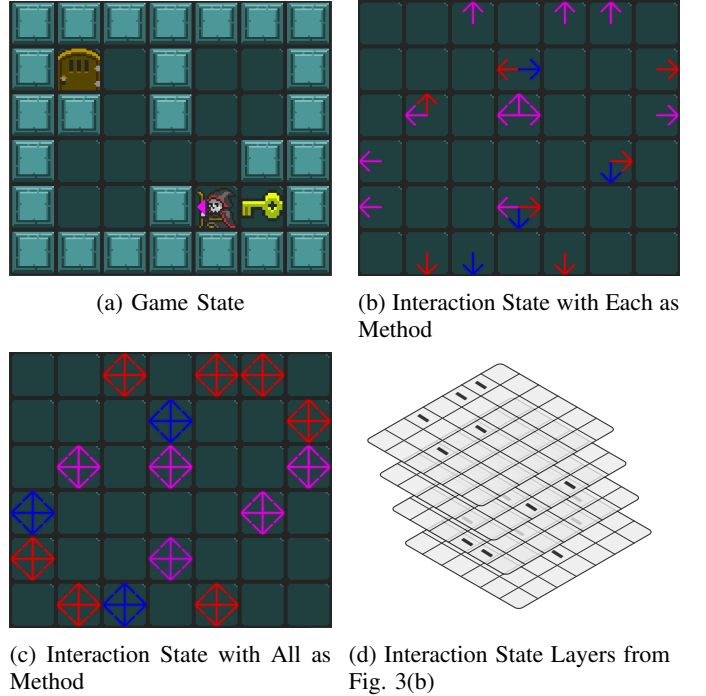 (a) Game State
(b) Interaction State with Each as
Method
(c) Interaction State with All as
Method
(d) Interaction State Layers from
Fig. 3(b)